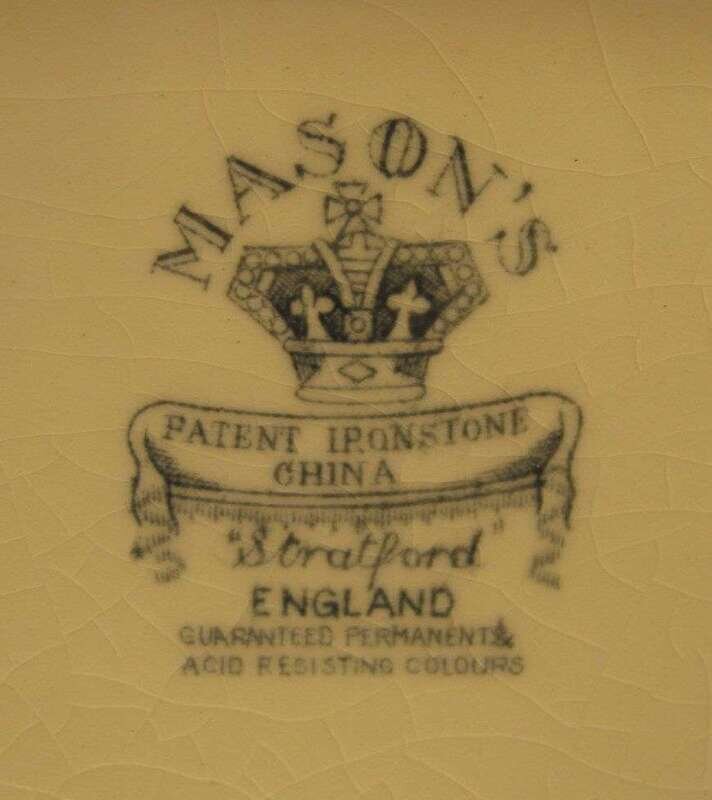 MASON'S
PATENT IRONSTONE
CHINA
"Stratford"
ENGLAND
GUARANTEED PERMANENT &
ACID RESISTING COLOURS